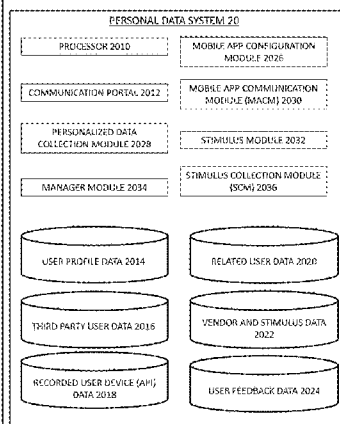 PERSONAL DATA SYSTEM 20
PROCESSOR 2010
MOBILE APP CONFIGURATION
MODULE 2026
COMMUNICATION PORTAL 2012
MOBILE APP COMMUNICATION
MODULE (MACM) 2030
PERSONALIZED DATA
COLLECTION MODULE 2028
STIMULUS MODULE 2032
MANAGER MODULE 2034
STIMULUS COLLECTION MODULE
(SCM) 2036
USER PROFILE DATA 2014
RELATED USER DATA 2020
THIRD PARTY USER DATA 2016
VENDOR AND STIMULUS DATA
2022
RECORDED USER DEVICE (API)
DATA 2018
USER FEEDBACK DATA 2024